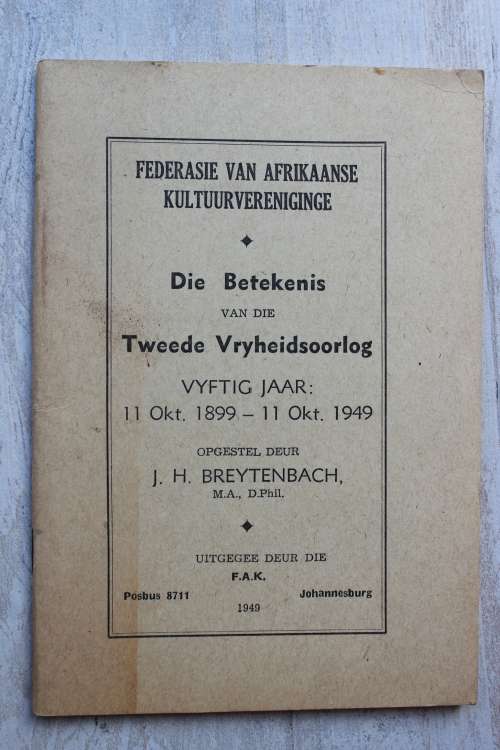 FEDERASIE VAN AFRIKAANSE
KULTUURVERENIGINGE
Die Betekenis
VAN DIE
Tweede Vryheidsoorlog
VYFTIG JAAR:
11 Okt. 1899 – 11 Okt. 1949
OPGESTEL DEUR
J. H. BREYTENBACH,
M.A., D.Phil.
UITGEGEE DEUR DIE
F.A.K.
Posbus 8711 Johannesburg
1949